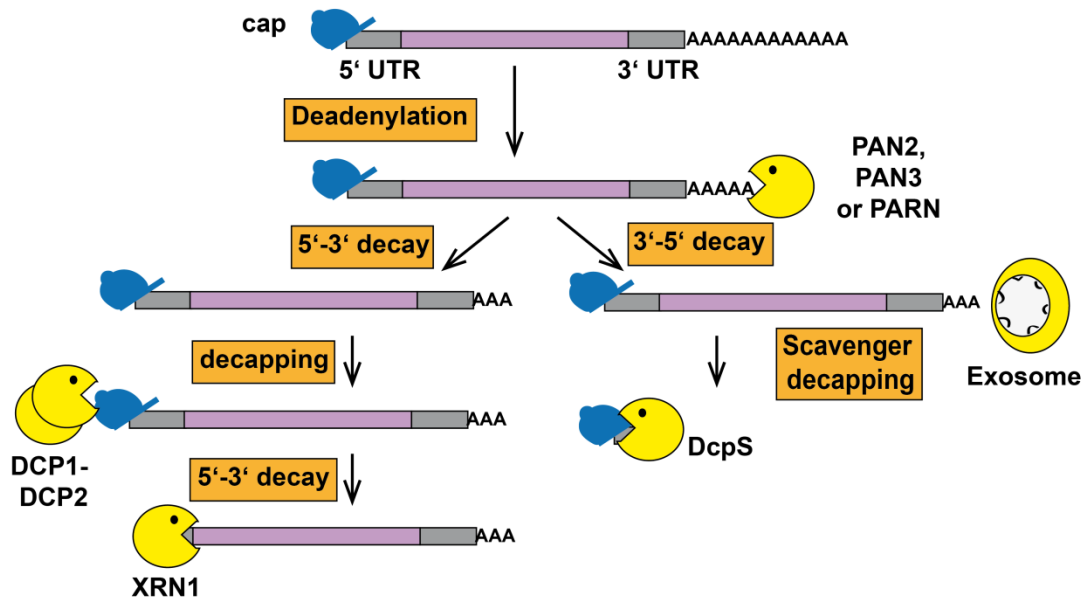 cap
AAAAAAAAAAAA
5‘ UTR
3‘ UTR
Deadenylation
AAAAA
PAN2,
PAN3
or PARN
5‘-3‘ decay
3‘-5‘ decay
AAA
AAA
decapping
Scavenger
decapping
Exosome
AAA
DcpS
DCP1-
DCP2
5‘-3‘ decay
AAA
XRN1